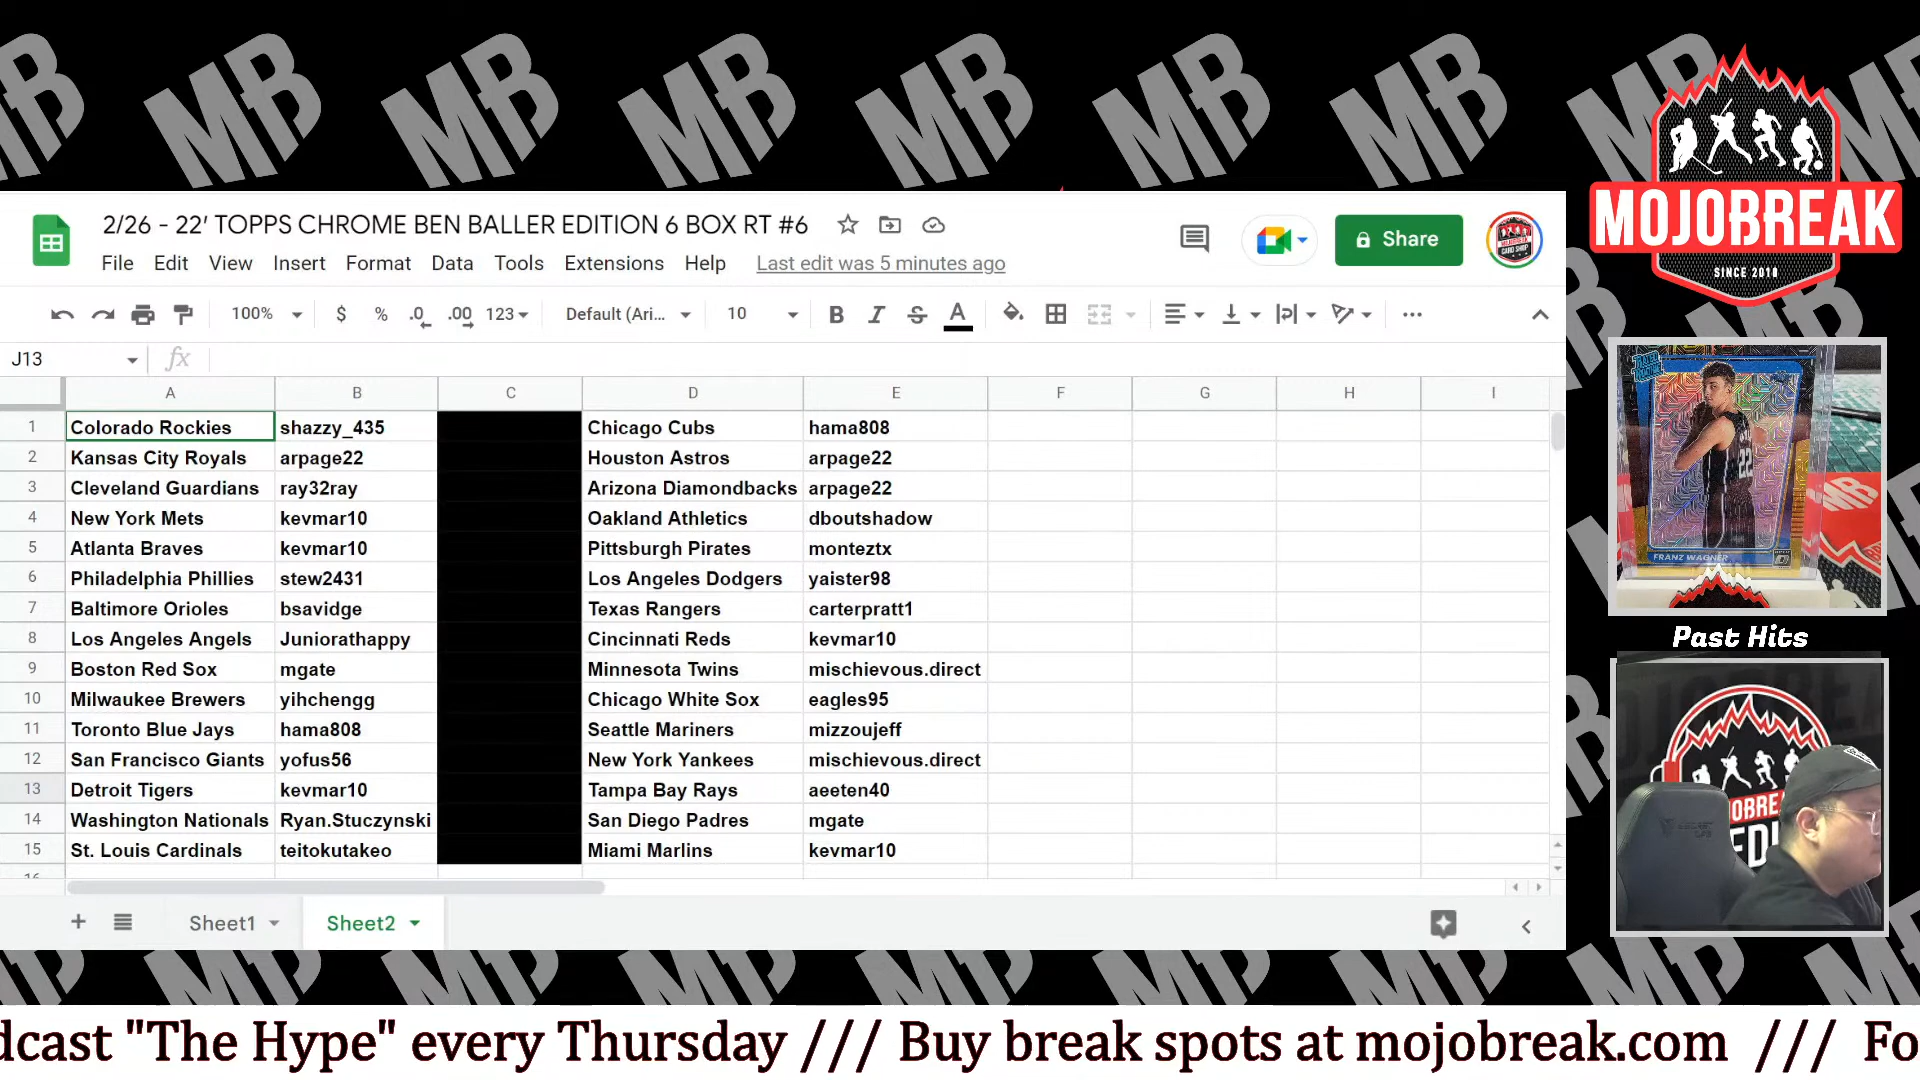 MB MB MB MB MB MB MB
MOJOBREAK
SINCE 2018
2/26 - 22' TOPPS CHROME BEN BALLER EDITION 6 BOX RT #6
Share
File Edit View Insert Format Data Tools Extensions Help Last edit was 5 minutes ago
100% $ % .0 .00 123 Default (Ari... 10 B I S A
J13 fx
A B C D E F G H I
1 Colorado Rockies shazzy_435 Chicago Cubs hama808
2 Kansas City Royals arpage22 Houston Astros arpage22
3 Cleveland Guardians ray32ray Arizona Diamondbacks arpage22
4 New York Mets kevmar10 Oakland Athletics dboutshadow
5 Atlanta Braves kevmar10 Pittsburgh Pirates monteztx
6 Philadelphia Phillies stew2431 Los Angeles Dodgers yaister98
7 Baltimore Orioles bsavidge Texas Rangers carterpratt1
8 Los Angeles Angels Juniorathappy Cincinnati Reds kevmar10
9 Boston Red Sox mgate Minnesota Twins mischievous.direct
10 Milwaukee Brewers yihchengg Chicago White Sox eagles95
11 Toronto Blue Jays hama808 Seattle Mariners mizzoujeff
12 San Francisco Giants yofus56 New York Yankees mischievous.direct
13 Detroit Tigers kevmar10 Tampa Bay Rays aeeten40
14 Washington Nationals Ryan.Stuczynski San Diego Padres mgate
15 St. Louis Cardinals teitokutakeo Miami Marlins kevmar10
Sheet1 Sheet2
FRANZ WAGNER
22
Past Hits
dcast "The Hype" every Thursday /// Buy break spots at mojobreak.com /// Fo